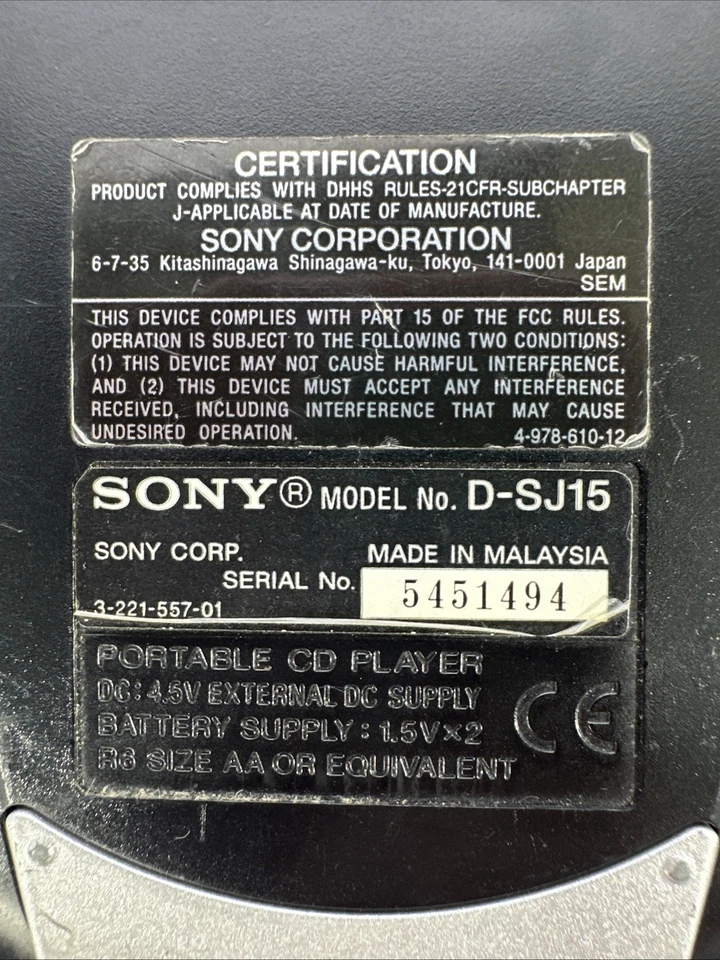 CERTIFICATION
PRODUCT COMPLIES WITH DHHS RULES-21CFR-SUBCHAPTER
J-APPLICABLE AT DATE OF MANUFACTURE.
SONY CORPORATION
6-7-35 Kitashinagawa Shinagawa-ku, Tokyo, 141-0001 Japan
SEM
THIS DEVICE COMPLIES WITH PART 15 OF THE FCC RULES.
OPERATION IS SUBJECT TO THE FOLLOWING TWO CONDITIONS:
(1) THIS DEVICE MAY NOT CAUSE HARMFUL INTERFERENCE,
AND (2) THIS DEVICE MUST ACCEPT ANY INTERFERENCE
RECEIVED, INCLUDING INTERFERENCE THAT MAY CAUSE
UNDESIRED OPERATION. 4-978-610-12
SONY® MODEL No. D-SJ15
SONY CORP. MADE IN MALAYSIA
SERIAL No. 5451494
3-221-557-01
PORTABLE CD PLAYER
DC: 4.5V EXTERNAL DC SUPPLY
BATTERY SUPPLY : 1.5V×2
R6 SIZE AA OR EQUIVALENT
CE